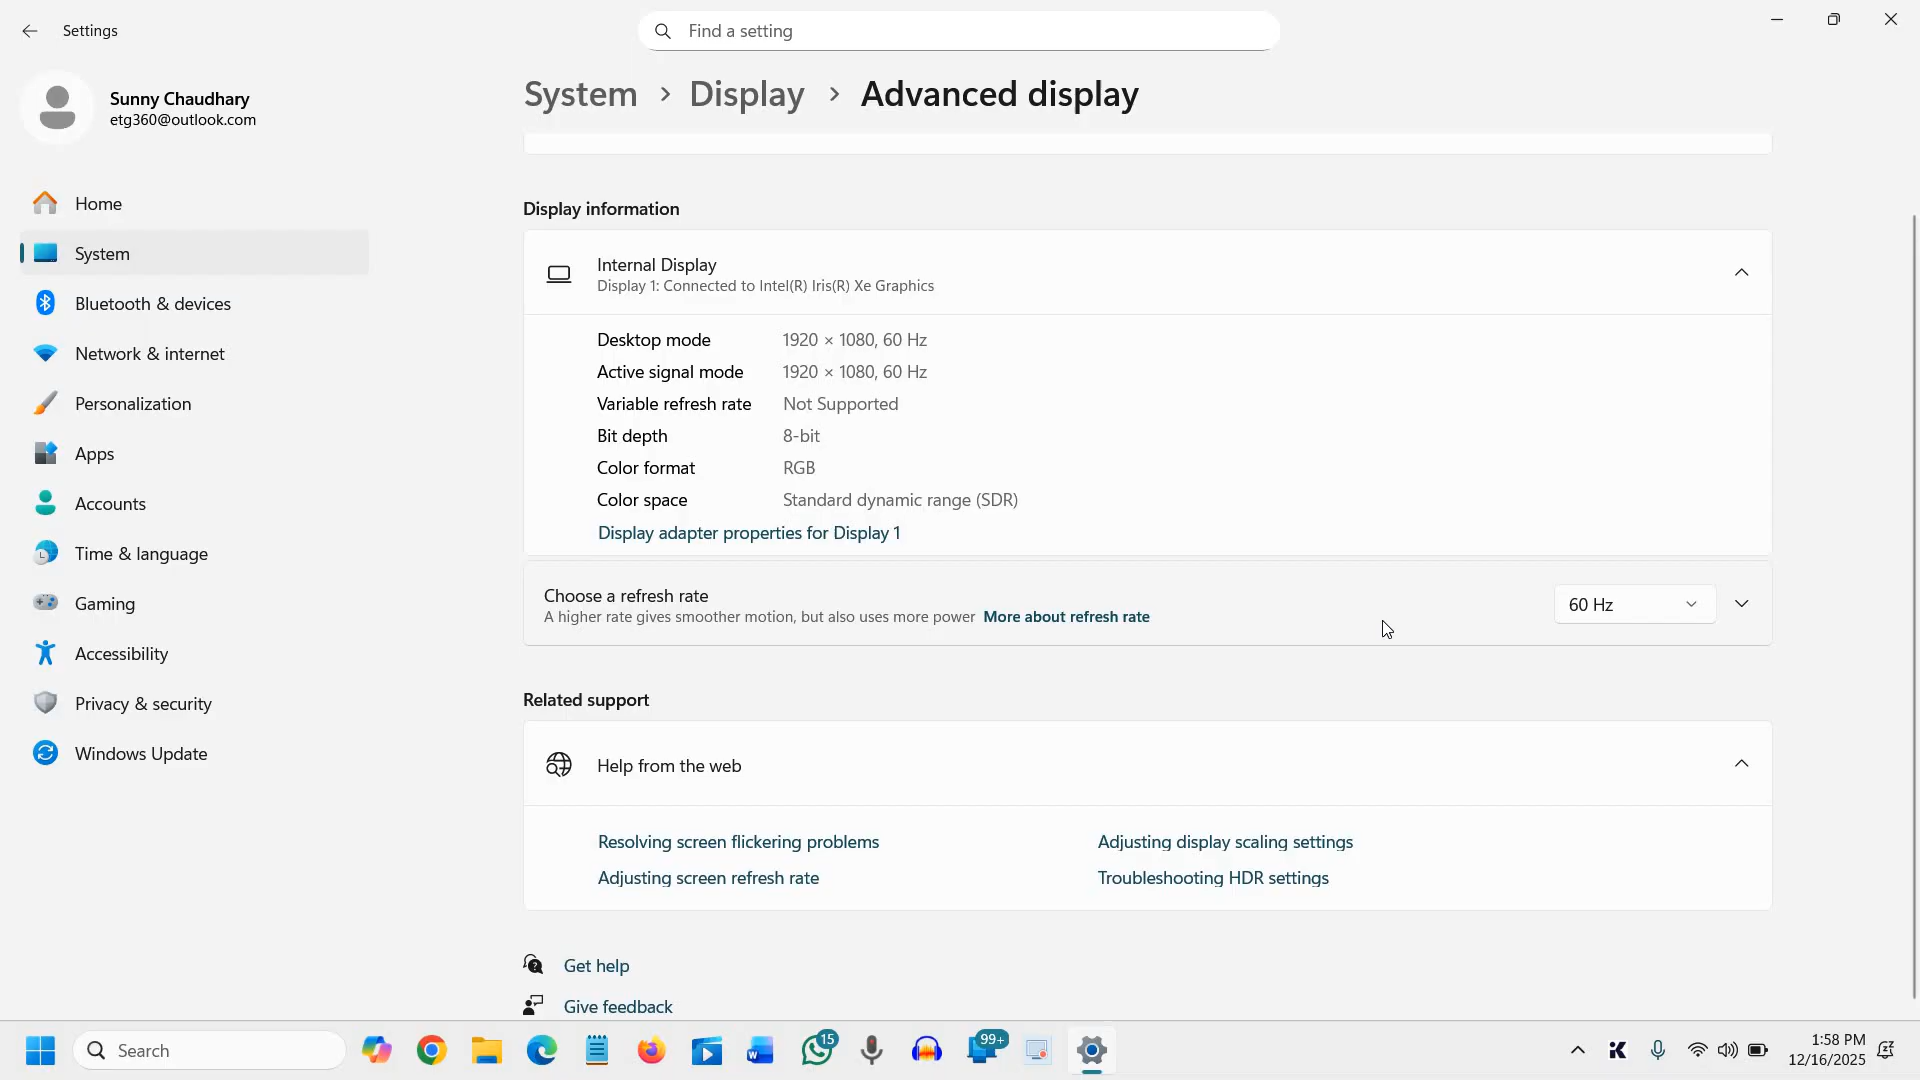 Settings
Find a setting
Sunny Chaudhary
etg360@outlook.com
Home
System
Bluetooth & devices
Network & internet
Personalization
Apps
Accounts
Time & language
Gaming
Accessibility
Privacy & security
Windows Update
System > Display > Advanced display
Display information
Internal Display
Display 1: Connected to Intel(R) Iris(R) Xe Graphics
Desktop mode 1920 × 1080, 60 Hz
Active signal mode 1920 × 1080, 60 Hz
Variable refresh rate Not Supported
Bit depth 8-bit
Color format RGB
Color space Standard dynamic range (SDR)
Display adapter properties for Display 1
Choose a refresh rate
A higher rate gives smoother motion, but also uses more power More about refresh rate
60 Hz
Related support
Help from the web
Resolving screen flickering problems Adjusting display scaling settings
Adjusting screen refresh rate Troubleshooting HDR settings
Get help
Give feedback
Search
15
99+
1:58 PM
12/16/2025